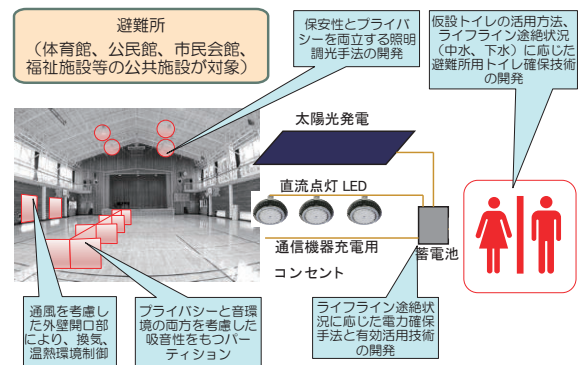 避難所
（体育館、公民館、市民会館、
福祉施設等の公共施設が対象）
保安性とプライバ
シーを両立する照明
調光手法の開発
仮設トイレの活用方法、
ライフライン途絶状況
（中水、下水）に応じた
避難所用トイレ確保技術
の開発
太陽光発電
直流点灯 LED
通信機器充電用
コンセント
蓄電池
通風を考慮し
た外壁開口部
により、換気、
温熱環境制御
プライバシーと音環
境の両方を考慮した
吸音性をもつパー
ティション
ライフライン途絶状
況に応じた電力確保
手法と有効活用技術
の開発